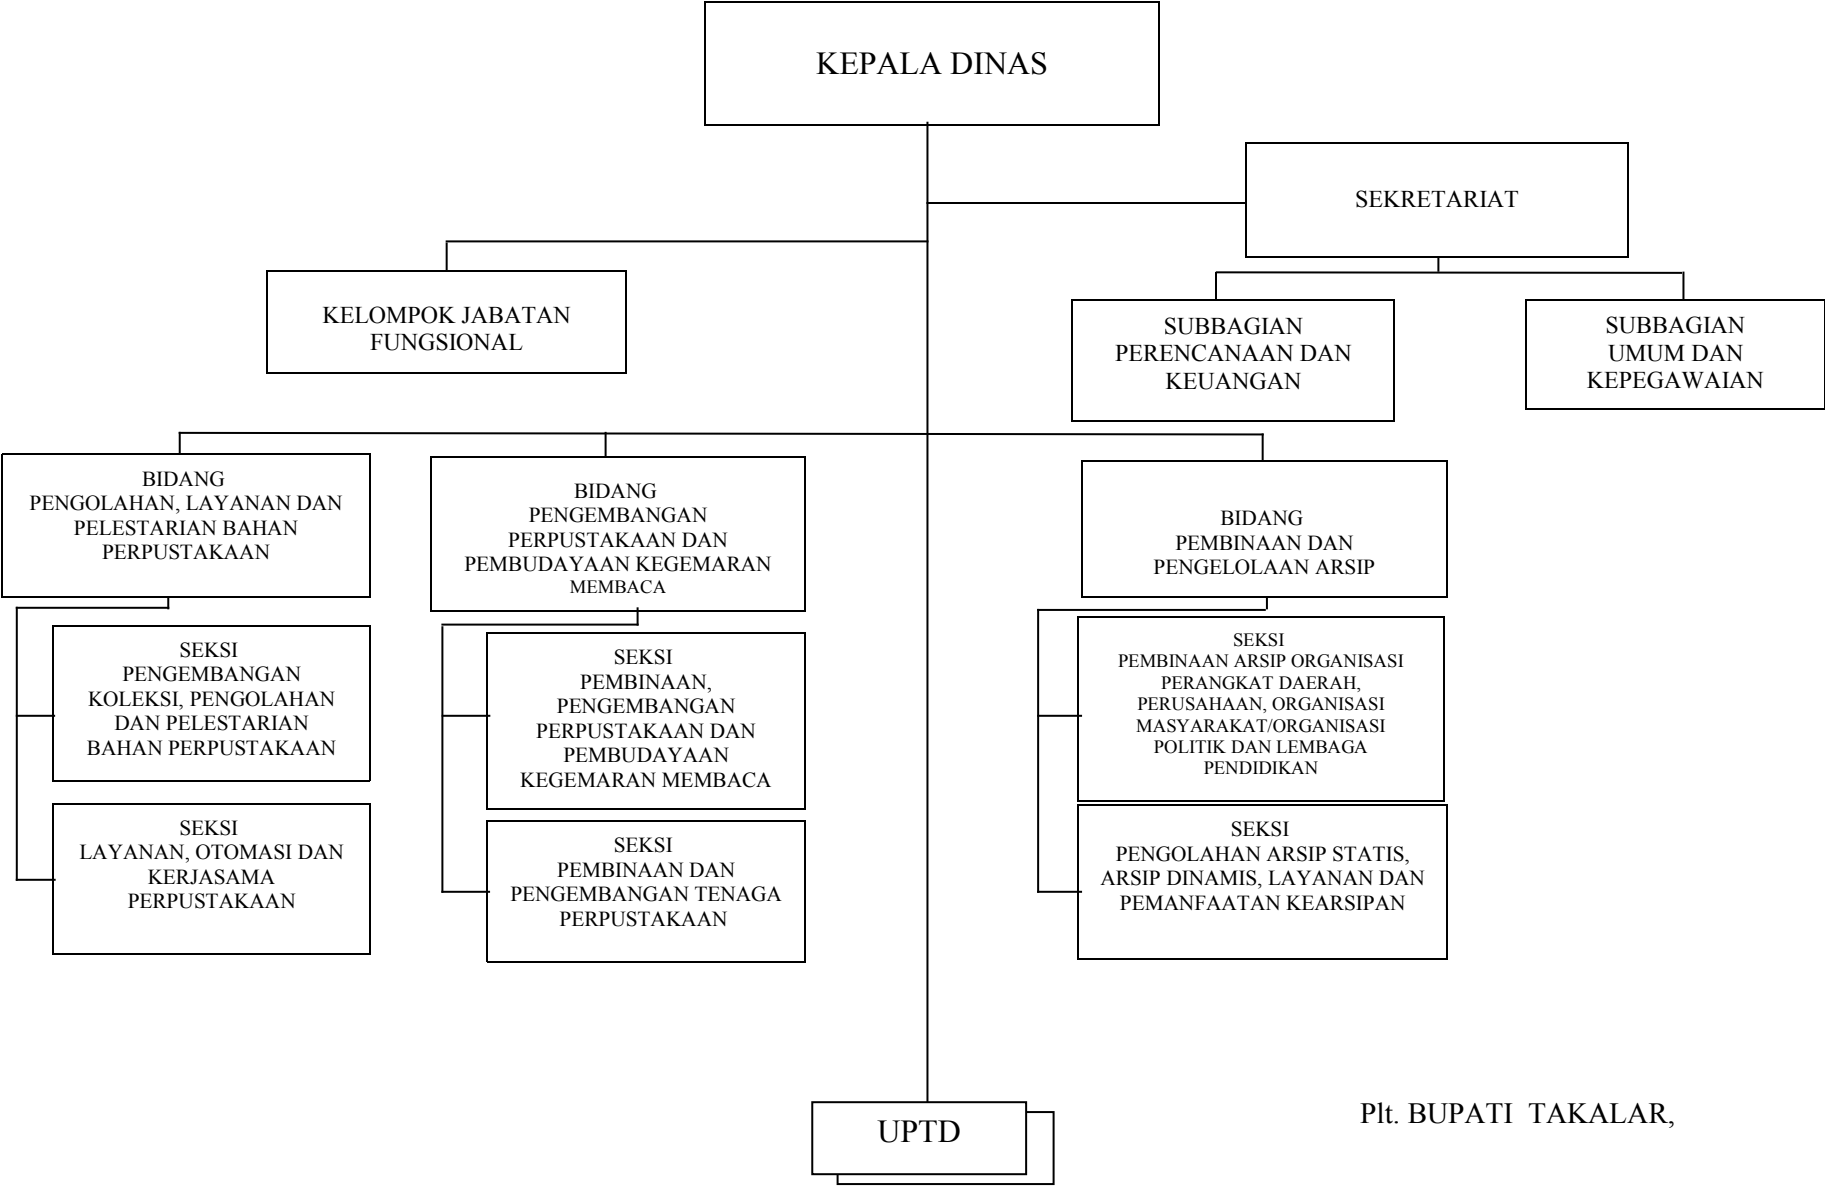 KEPALA DINAS
SEKRETARIAT
KELOMPOK JABATAN
FUNGSIONAL
SUBBAGIAN
PERENCANAAN DAN
KEUANGAN
SUBBAGIAN
UMUM DAN
KEPEGAWAIAN
BIDANG
PENGOLAHAN, LAYANAN DAN
PELESTARIAN BAHAN
PERPUSTAKAAN
BIDANG
PENGEMBANGAN
PERPUSTAKAAN DAN
PEMBUDAYAAN KEGEMARAN
MEMBACA
BIDANG
PEMBINAAN DAN
PENGELOLAAN ARSIP
SEKSI
PENGEMBANGAN
KOLEKSI, PENGOLAHAN
DAN PELESTARIAN
BAHAN PERPUSTAKAAN
SEKSI
PEMBINAAN,
PENGEMBANGAN
PERPUSTAKAAN DAN
PEMBUDAYAAN
KEGEMARAN MEMBACA
SEKSI
PEMBINAAN ARSIP ORGANISASI
PERANGKAT DAERAH,
PERUSAHAAN, ORGANISASI
MASYARAKAT/ORGANISASI
POLITIK DAN LEMBAGA
PENDIDIKAN
SEKSI
LAYANAN, OTOMASI DAN
KERJASAMA
PERPUSTAKAAN
SEKSI
PEMBINAAN DAN
PENGEMBANGAN TENAGA
PERPUSTAKAAN
SEKSI
PENGOLAHAN ARSIP STATIS,
ARSIP DINAMIS, LAYANAN DAN
PEMANFAATAN KEARSIPAN
UPTD
Plt. BUPATI TAKALAR,